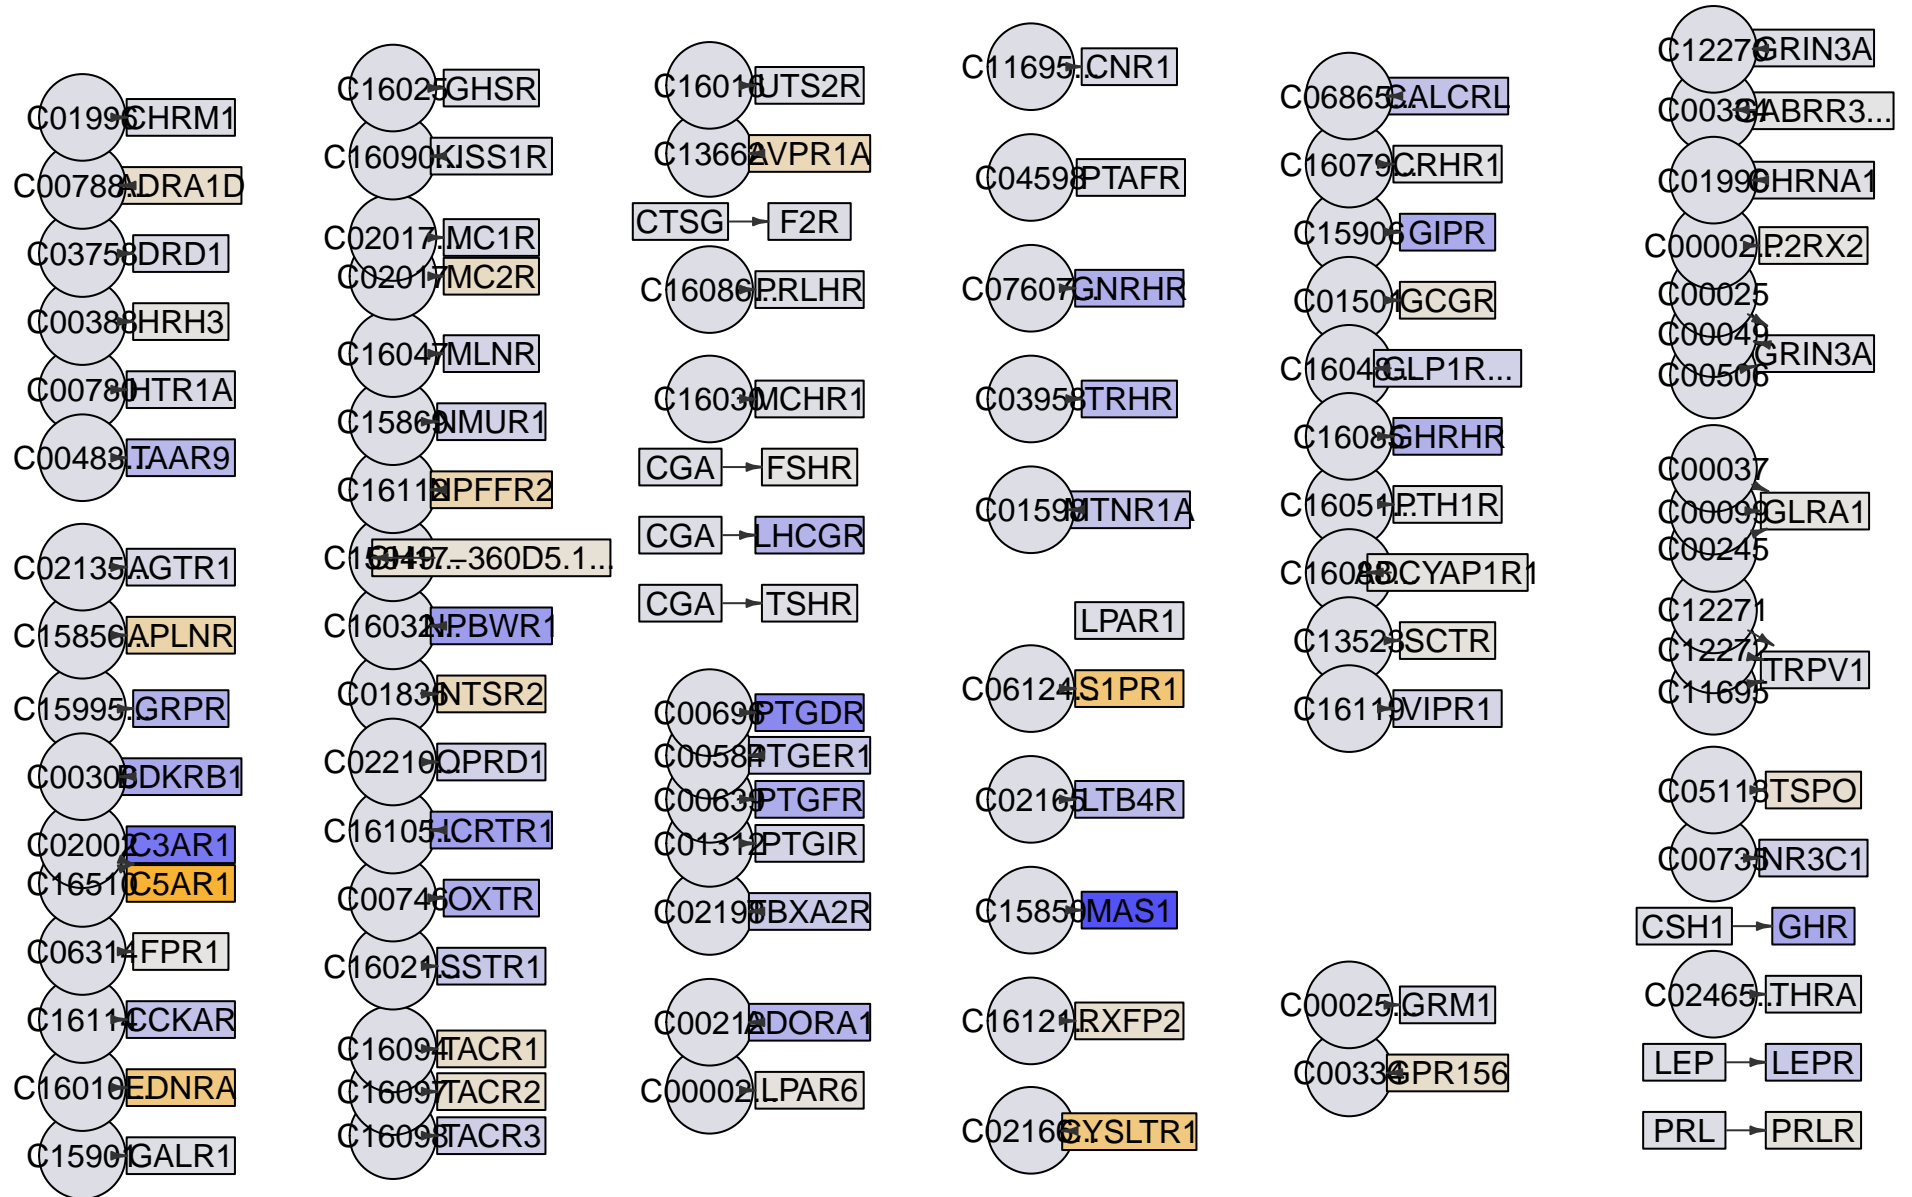 C01996 CHRM1
C00788... ADRA1D
C03758 DRD1
C00388 HRH3
C00780 HTR1A
C00483... TAAR9
C02135... AGTR1
C15856... APLNR
C15995... GRPR
C00306 BDKRB1
C02002 C3AR1
C16510 C5AR1
C06314 FPR1
C16114 CCKAR
C16010... EDNRA
C15901 GALR1
C16025 GHSR
C16090... KISS1R
C02017... MC1R
C02017 MC2R
C16047 MLNR
C15869 NMUR1
C16118 NPFFR2
C16032... NPBWR1
C01836 NTSR2
C02210... OPRD1
C16105... HCRTR1
C00746 OXTR
C16021... SSTR1
C16094 TACR1
C16097 TACR2
C16098 TACR3
C16016 UTS2R
C13662 AVPR1A
CTSG F2R
C16086... PRLHR
C16030 MCHR1
CGA FSHR
CGA LHCGR
CGA TSHR
C00696 PTGDR
C00584 PTGER1
C00639 PTGFR
C01312 PTGIR
C02198 TBXA2R
C00212 ADORA1
C00002... LPAR6
C11695... CNR1
C04598 PTAFR
C07607... GNRHR
C03958 TRHR
C01598 MTNR1A
LPAR1
C06124... S1PR1
C02165 LTB4R
C15850 MAS1
C16121... RXFP2
C02166... CYSLTR1
C06865... CALCRL
C16079... CRHR1
C15906 GIPR
C01501 GCGR
C16048... GLP1R...
C16085 GHRHR
C16051... PTH1R
ADCYAP1R1
C13523 SCTR
C16119 VIPR1
C00025... GRM1
C00334 GPR156
C12270 GRIN3A
C00334 GABRR3...
C01996 CHRNA1
C00002... P2RX2
C00025
C00049
GRIN3A
C00506
C00037
C00099 GLRA1
C00245
C12271
C12272
TRPV1
C11695
C05113 TSPO
C00735 NR3C1
CSH1 GHR
C02465... THRA
LEP LEPR
PRL PRLR